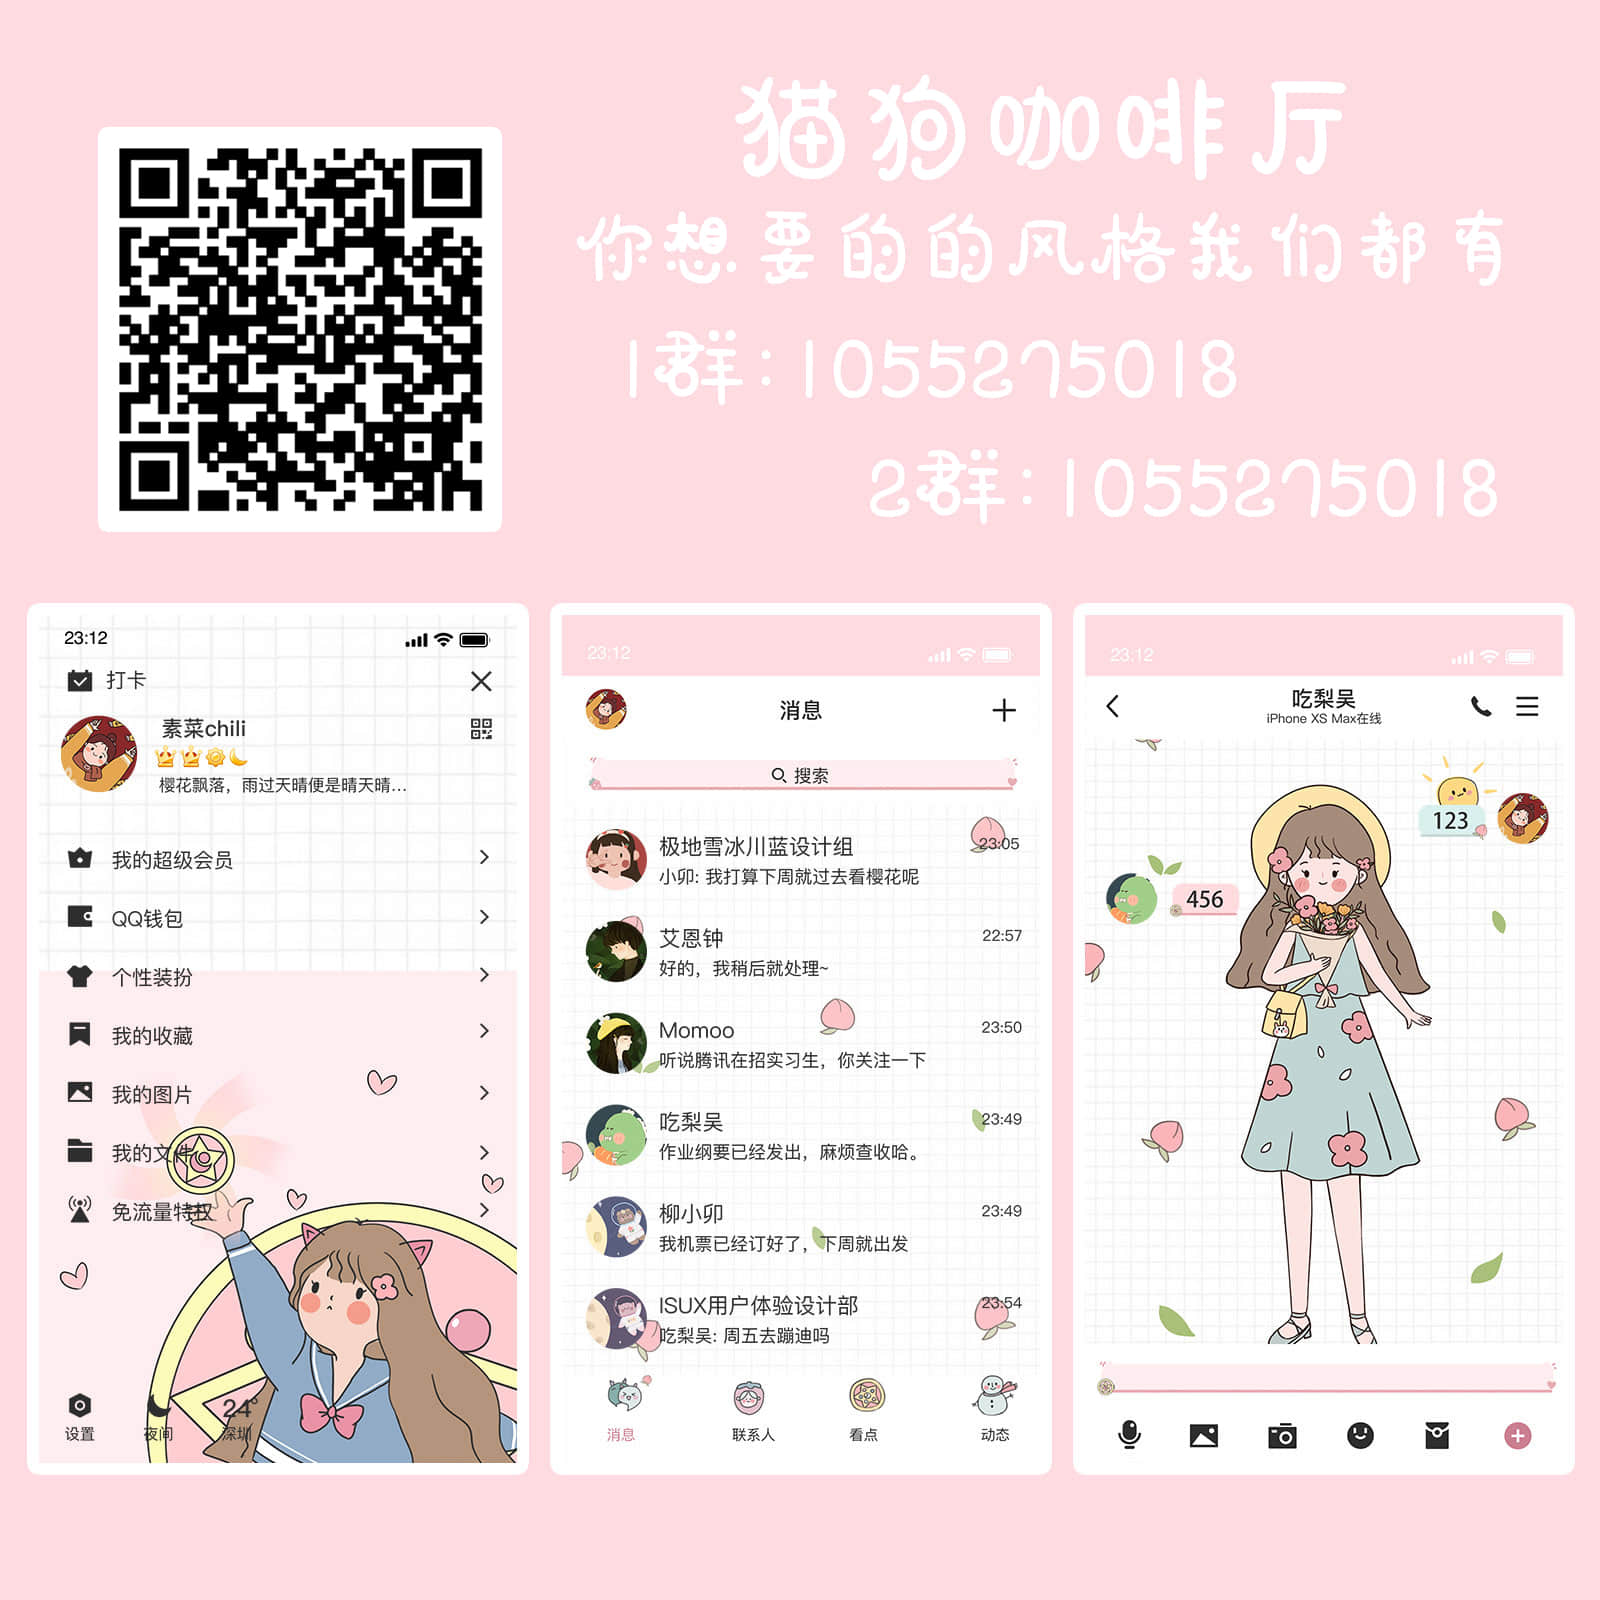 猫狗咖啡厅
你想要的的风格我们都有
1群:1055275018
2群:1055275018
23:12
打卡
素菜chili
樱花飘落，雨过天晴便是晴天晴...
我的超级会员
QQ钱包
个性装扮
我的收藏
我的图片
我的文件
免流量特权
24°
设置 夜间 深圳
23:12
消息
搜索
极地雪冰川蓝设计组 23:05
小卯: 我打算下周就过去看樱花呢
艾恩钟 22:57
好的，我稍后就处理~
Momoo 23:50
听说腾讯在招实习生，你关注一下
吃梨吴 23:49
作业纲要已经发出，麻烦查收哈。
柳小卯 23:49
我机票已经订好了，下周就出发
ISUX用户体验设计部 23:54
吃梨吴: 周五去蹦迪吗
消息 联系人 看点 动态
23:12
吃梨吴
iPhone XS Max在线
123
456